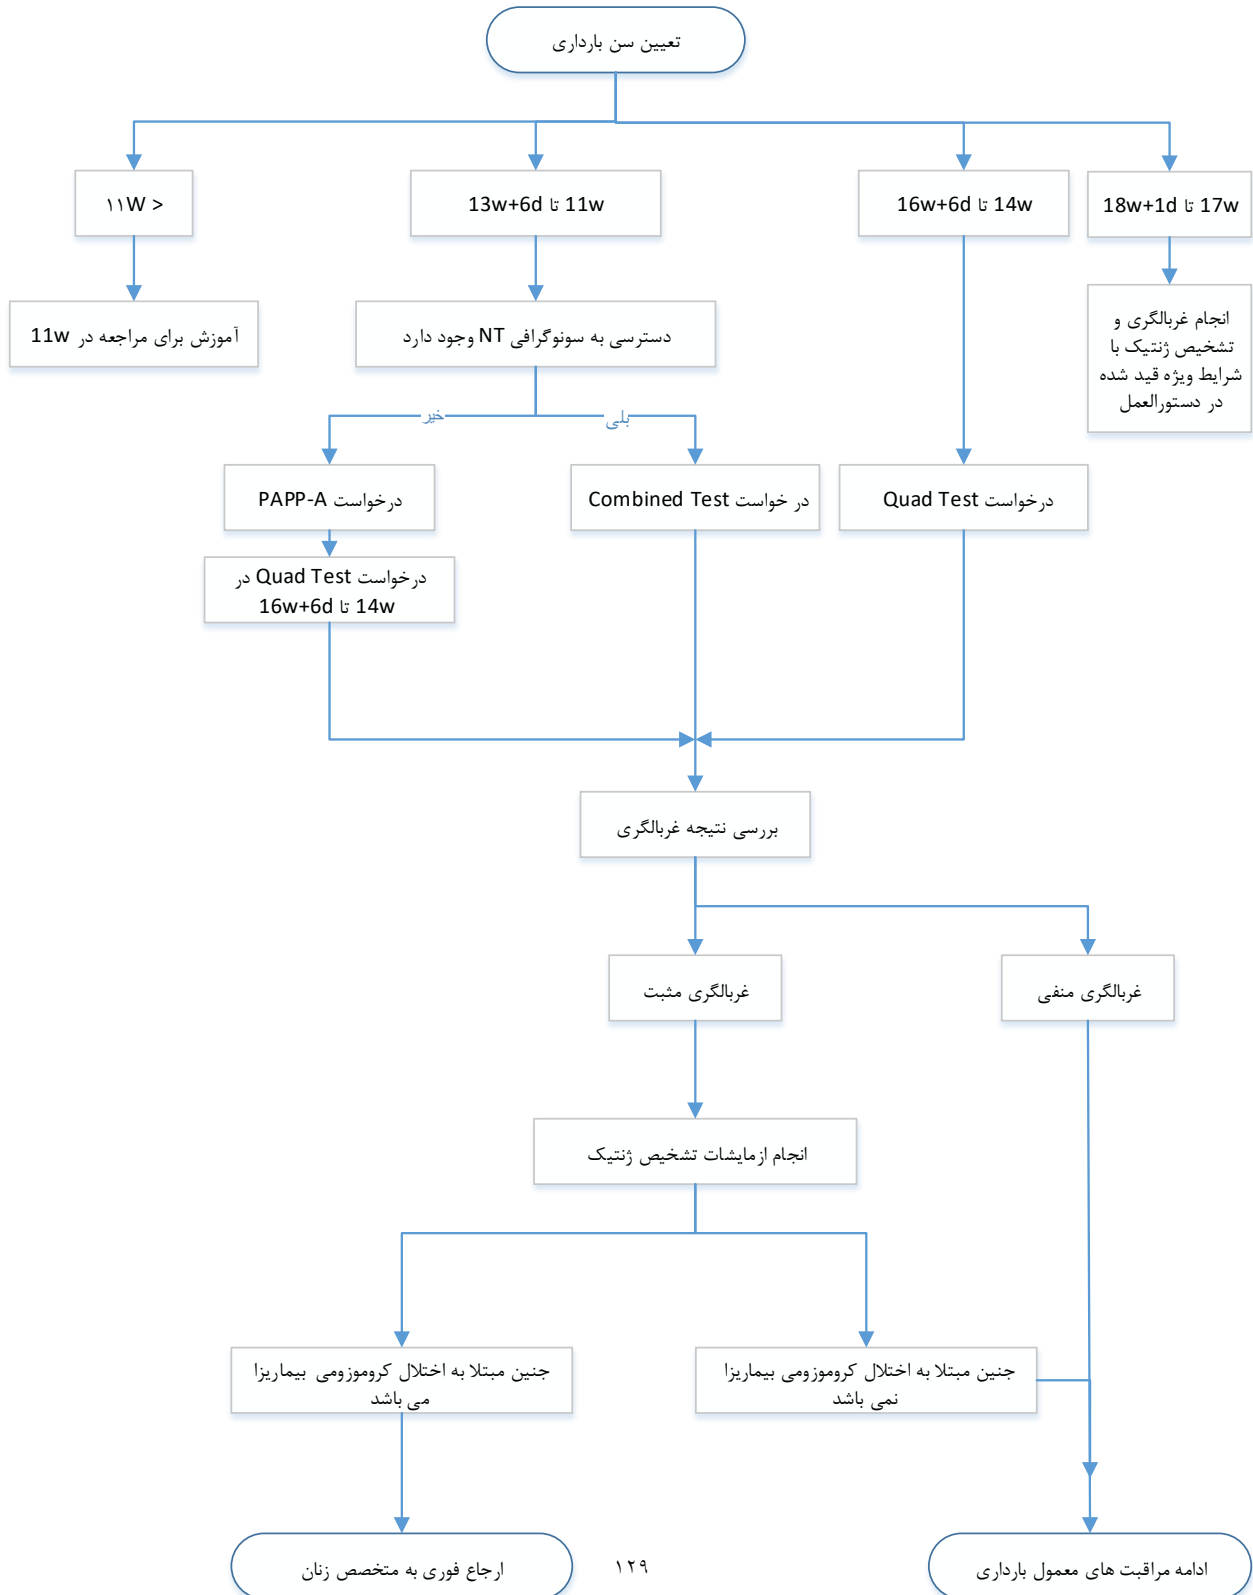 تعیین سن بارداری
۱۱W >
11w تا 13w+6d
14w تا 16w+6d
17w تا 18w+1d
آموزش برای مراجعه در 11w
دسترسی به سونوگرافی NT وجود دارد
انجام غربالگری و
تشخیص ژنتیک با
شرایط ویژه قید شده
در دستورالعمل
خیر
بلی
درخواست PAPP-A
در خواست Combined Test
درخواست Quad Test
درخواست Quad Test در
14w تا 16w+6d
بررسی نتیجه غربالگری
غربالگری مثبت
غربالگری منفی
انجام ازمایشات تشخیص ژنتیک
جنین مبتلا به اختلال کروموزومی بیماریزا
می باشد
جنین مبتلا به اختلال کروموزومی بیماریزا
نمی باشد
ارجاع فوری به متخصص زنان
۱۲۹
ادامه مراقبت های معمول بارداری